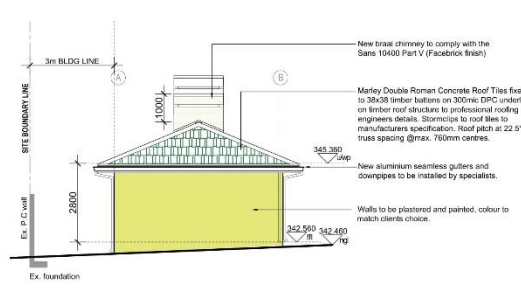 New braai chimney to comply with the
Sans 10400 Part V (Facebrick finish)
3m BLDG LINE
A
B
SITE BOUNDARY LINE
1000
Marley Double Roman Concrete Roof Tiles fixe
to 38x38 timber battens on 300mic DPC underl
on timber roof structure to professional roofing
engineers details. Stormclips to roof tiles to
manufacturers specification. Roof pitch at 22.5°
truss spacing @max. 760mm centres.
345.360
u/wp
New aluminium seamless gutters and
downpipes to be installed by specialists.
2800
Walls to be plastered and painted, colour to
match clients choice.
Ex. P C wall
342.560
ffl
342.460
ngl
Ex. foundation